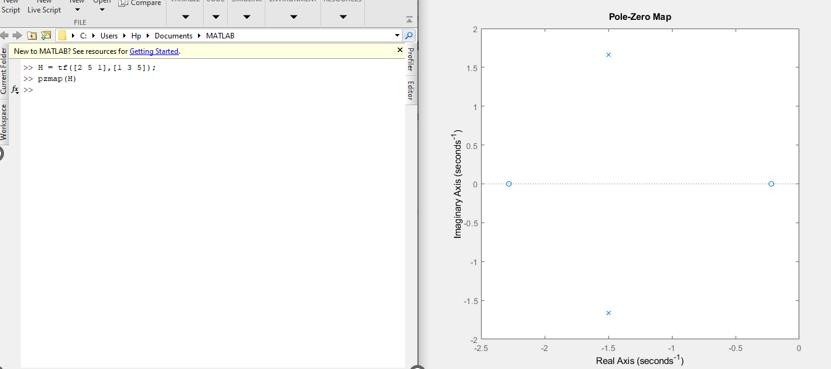 New Script
New Live Script
New
Open
Compare
FILE
C: Users Hp Documents MATLAB
New to MATLAB? See resources for Getting Started.
Current Folder
Workspace
Profiler
Editor
>> H = tf([2 5 1],[1 3 5]);
>> pzmap(H)
fx >>
Pole-Zero Map
Imaginary Axis (seconds-1)
2
1.5
1
0.5
0
-0.5
-1
-1.5
-2
-2.5 -2 -1.5 -1 -0.5 0
Real Axis (seconds-1)